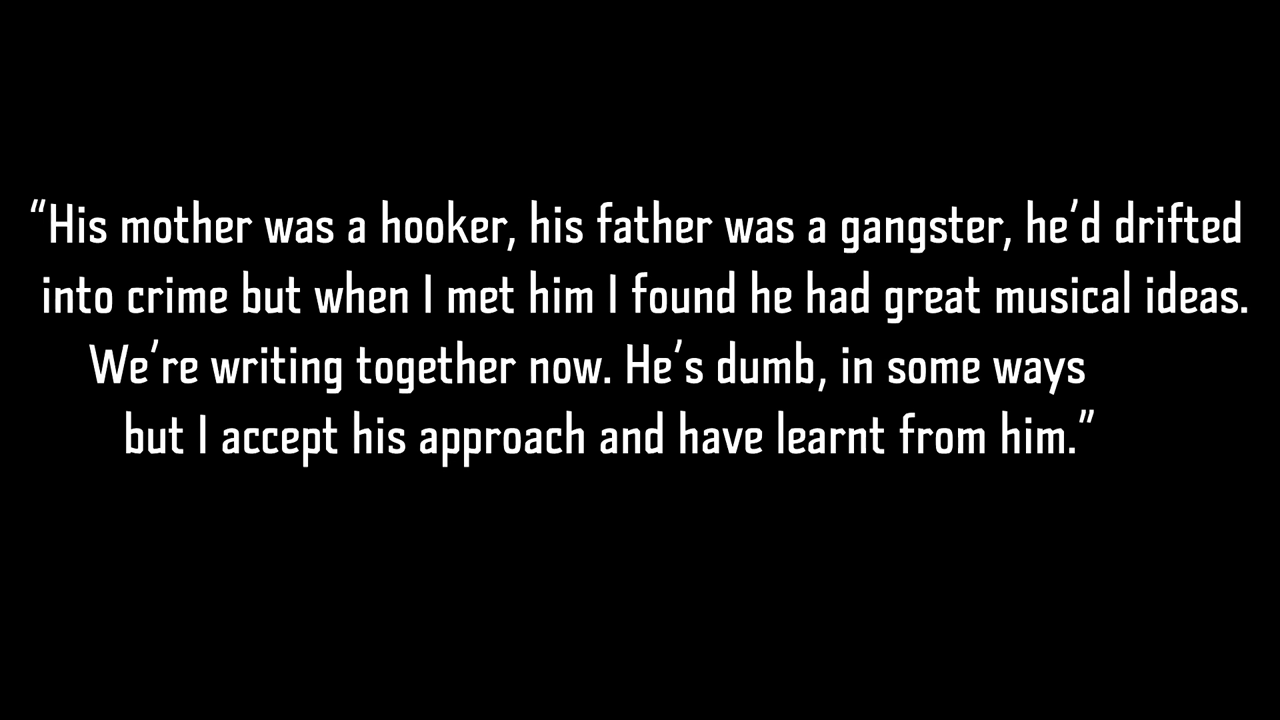 “His mother was a hooker, his father was a gangster, he’d drifted
into crime but when I met him I found he had great musical ideas.
We’re writing together now. He’s dumb, in some ways
but I accept his approach and have learnt from him.”